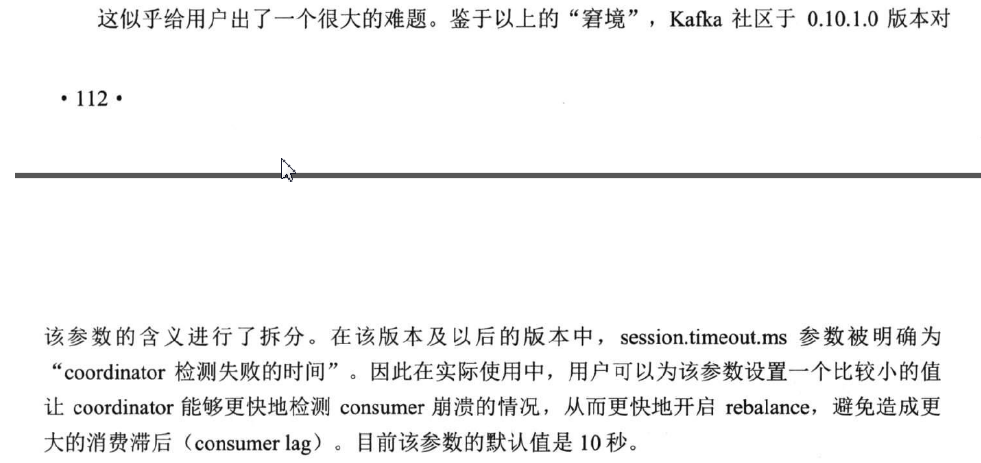 这似乎给用户出了一个很大的难题。鉴于以上的“窘境”，Kafka 社区于 0.10.1.0 版本对
• 112 •
该参数的含义进行了拆分。在该版本及以后的版本中，session.timeout.ms 参数被明确为
“coordinator 检测失败的时间”。因此在实际使用中，用户可以为该参数设置一个比较小的值
让 coordinator 能够更快地检测 consumer 崩溃的情况，从而更快地开启 rebalance，避免造成更
大的消费滞后（consumer lag）。目前该参数的默认值是 10 秒。